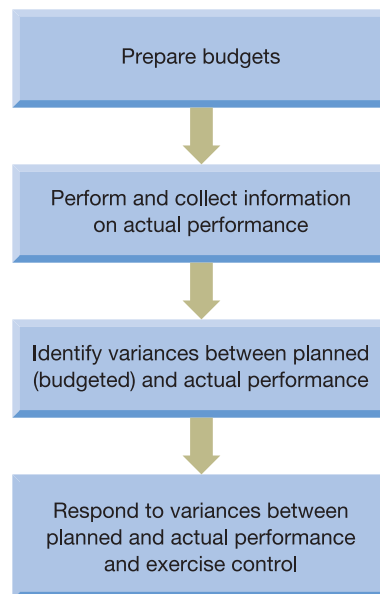 Prepare budgets
Perform and collect information
on actual performance
Identify variances between planned
(budgeted) and actual performance
Respond to variances between
planned and actual performance
and exercise control